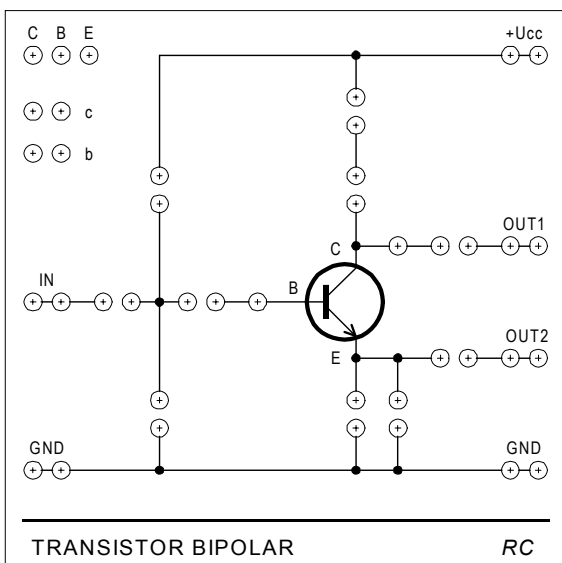 C B E +Ucc
c
b
OUT1
C
IN
B
OUT2
E
GND GND
TRANSISTOR BIPOLAR RC